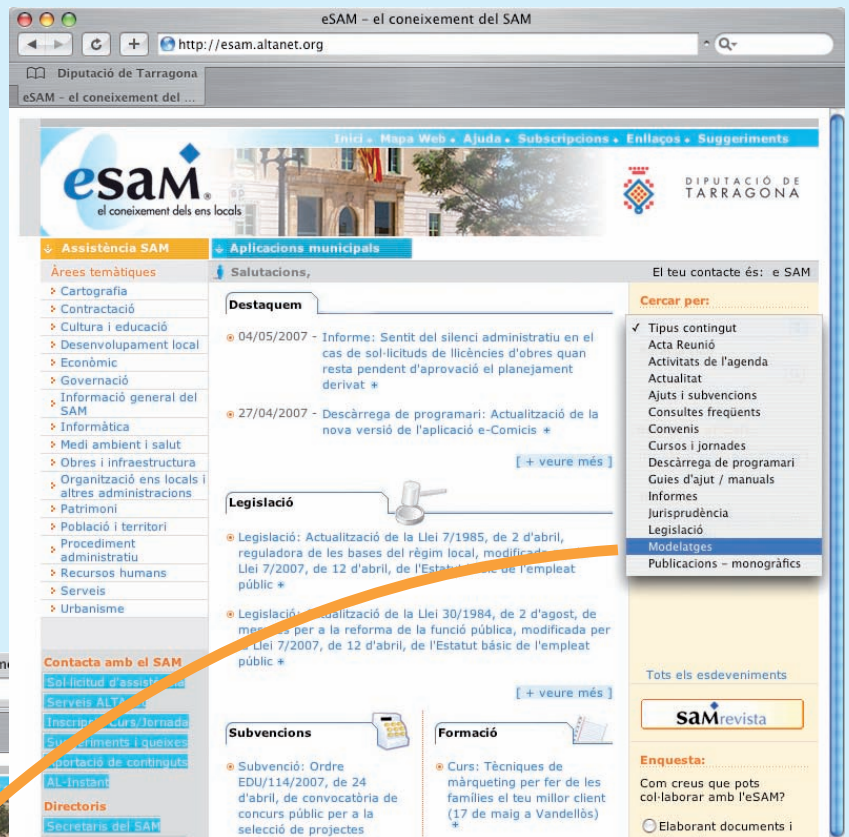 eSAM – el coneixement del SAM
http://esam.altanet.org
Q-
Diputació de Tarragona
eSAM – el coneixement del ...
Inici • Mapa Web • Ajuda • Subscripcions • Enllaços • Suggeriments
esam.
el coneixement dels ens locals
DIPUTACIÓ DE
TARRAGONA
Assistència SAM
Aplicacions municipals
Àrees temàtiques
Cartografia
Contractació
Cultura i educació
Desenvolupament local
Econòmic
Governació
Informació general del
SAM
Informàtica
Medi ambient i salut
Obres i infraestructura
Organització ens locals i
altres administracions
Patrimoni
Població i territori
Procediment
administratiu
Recursos humans
Serveis
Urbanisme
Contacta amb el SAM
Sol·licitud d'assistència
Serveis
Inscripció Curs/Jornada
Suggeriments i queixes
Aportació de continguts
AL-Instant
Directoris
Secretaris del SAM
Salutacions,
El teu contacte és: e SAM
Destaquem
04/05/2007 - Informe: Sentit del silenci administratiu en el
cas de sol·licituds de llicències d'obres quan
resta pendent d'aprovació el planejament
derivat +
27/04/2007 - Descàrrega de programari: Actualització de la
nova versió de l'aplicació e-Comicis +
[ + veure més ]
Legislació
Legislació: Actualització de la Llei 7/1985, de 2 d'abril,
reguladora de les bases del règim local, modificada
Llei 7/2007, de 12 d'abril, de l'Estatut bàsic de l'empleat
públic +
Legislació: Actualització de la Llei 30/1984, de 2 d'agost, de
mesures per a la reforma de la funció pública, modificada per
la Llei 7/2007, de 12 d'abril, de l'Estatut bàsic de l'empleat
públic +
[ + veure més ]
Subvencions
Subvenció: Ordre
EDU/114/2007, de 24
d'abril, de convocatòria de
concurs públic per a la
selecció de projectes
Formació
Curs: Tècniques de
màrqueting per fer de les
famílies el teu millor client
(17 de maig a Vandellòs)
+
Cercar per:
✓ Tipus contingut
Acta Reunió
Activitats de l'agenda
Actualitat
Ajuts i subvencions
Consultes freqüents
Convenis
Cursos i jornades
Descàrrega de programari
Guies d'ajut / manuals
Informes
Jurisprudència
Legislació
Modelatges
Publicacions – monogràfics
Tots els esdeveniments
samrevista
Enquesta:
Com creus que pots
col·laborar amb l'eSAM?
Elaborant documents i